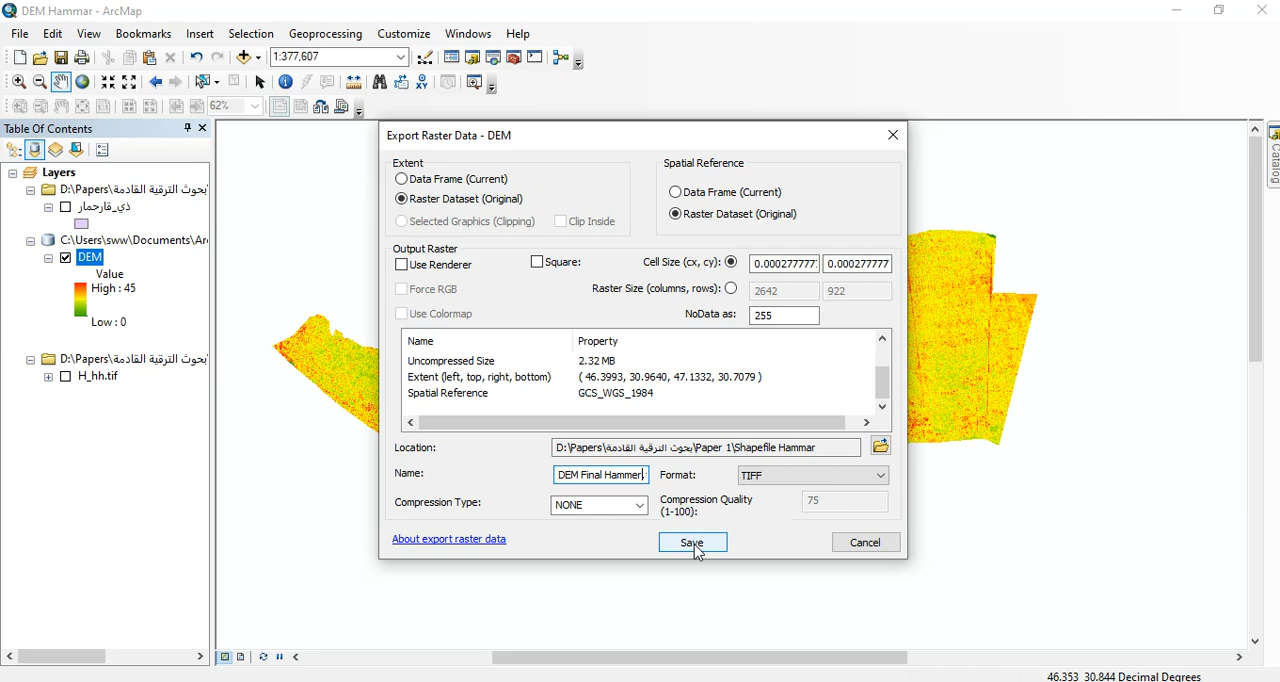 DEM Hammar - ArcMap
File Edit View Bookmarks Insert Selection Geoprocessing Customize Windows Help
1:377,607
62%
Table Of Contents
Layers
D:\Papers\بحوث الترقية القادمة
ذي_قارحمار
C:\Users\sww\Documents\Ar
DEM
Value
High : 45
Low : 0
D:\Papers\بحوث الترقية القادمة
H_hh.tif
Export Raster Data - DEM
Extent
Data Frame (Current)
Raster Dataset (Original)
Selected Graphics (Clipping) Clip Inside
Spatial Reference
Data Frame (Current)
Raster Dataset (Original)
Output Raster
Use Renderer Square: Cell Size (cx, cy): 0.000277777 0.000277777
Force RGB Raster Size (columns, rows): 2642 922
Use Colormap NoData as: 255
Name Property
Uncompressed Size 2.32 MB
Extent (left, top, right, bottom) ( 46.3993, 30.9640, 47.1332, 30.7079 )
Spatial Reference GCS_WGS_1984
Location: D:\Papers\بحوث الترقية القادمة\Paper 1\Shapefile Hammar
Name: DEM Final Hammer. Format: TIFF
Compression Type: NONE Compression Quality (1-100): 75
About export raster data Save Cancel
Catalog
46.353 30.844 Decimal Degrees